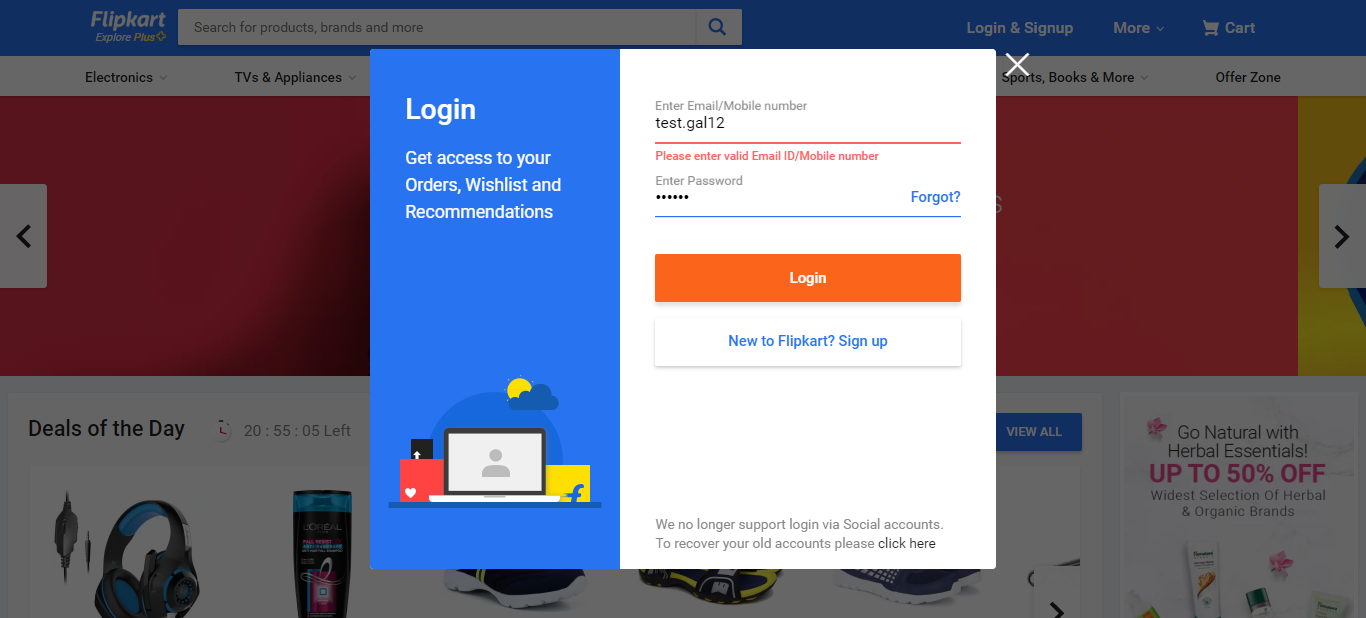 Flipkart
Explore Plus
Search for products, brands and more
Login & Signup
More
Cart
Electronics
TVs & Appliances
Sports, Books & More
Offer Zone
Login
Get access to your
Orders, Wishlist and
Recommendations
Enter Email/Mobile number
test.gal12
Please enter valid Email ID/Mobile number
Enter Password
••••••
Forgot?
Login
New to Flipkart? Sign up
We no longer support login via Social accounts.
To recover your old accounts please click here
S
Deals of the Day
20 : 55 : 05 Left
VIEW ALL
L'ORÉAL
Go Natural with
Herbal Essentials!
UP TO 50% OFF
Widest Selection Of Herbal
& Organic Brands